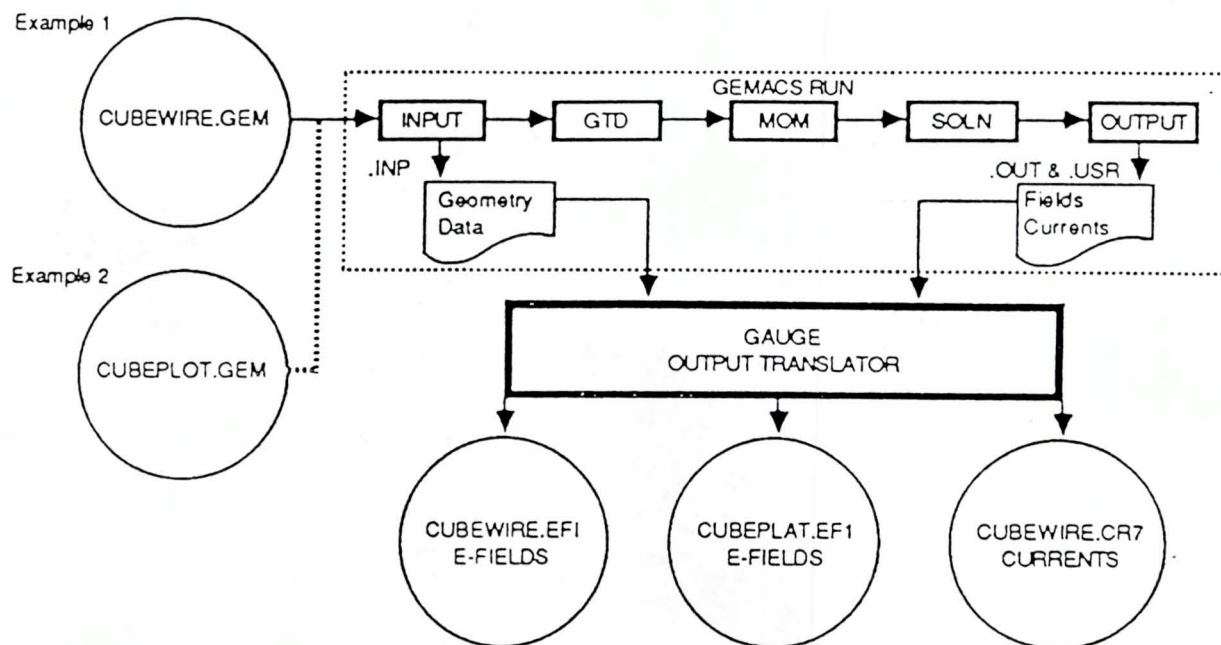 Example 1
CUBEWIRE.GEM
GEMACS RUN
INPUT
GTD
MOM
SOLN
OUTPUT
.INP
.OUT & .USR
Geometry
Data
Fields
Currents
Example 2
CUBEPLOT.GEM
GAUGE
OUTPUT TRANSLATOR
CUBEWIRE.EFI
E-FIELDS
CUBEPLAT.EF1
E-FIELDS
CUBEWIRE.CR7
CURRENTS